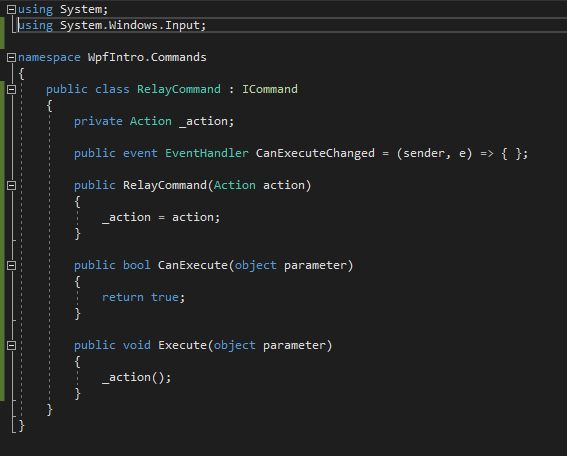 using System;
using System.Windows.Input;
namespace WpfIntro.Commands
{
public class RelayCommand : ICommand
{
private Action _action;
public event EventHandler CanExecuteChanged = (sender, e) => { };
public RelayCommand(Action action)
{
_action = action;
}
public bool CanExecute(object parameter)
{
return true;
}
public void Execute(object parameter)
{
_action();
}
}
}